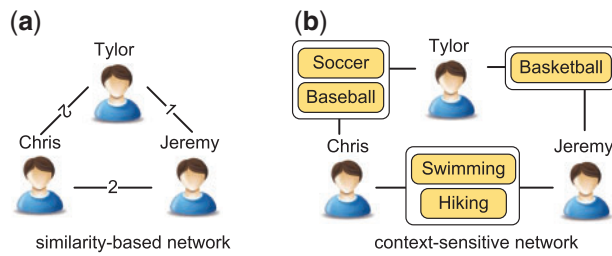 (a)
Tylor
2
1
Chris
Jeremy
2
similarity-based network
(b)
Soccer
Baseball
Tylor
Basketball
Chris
Jeremy
Swimming
Hiking
context-sensitive network